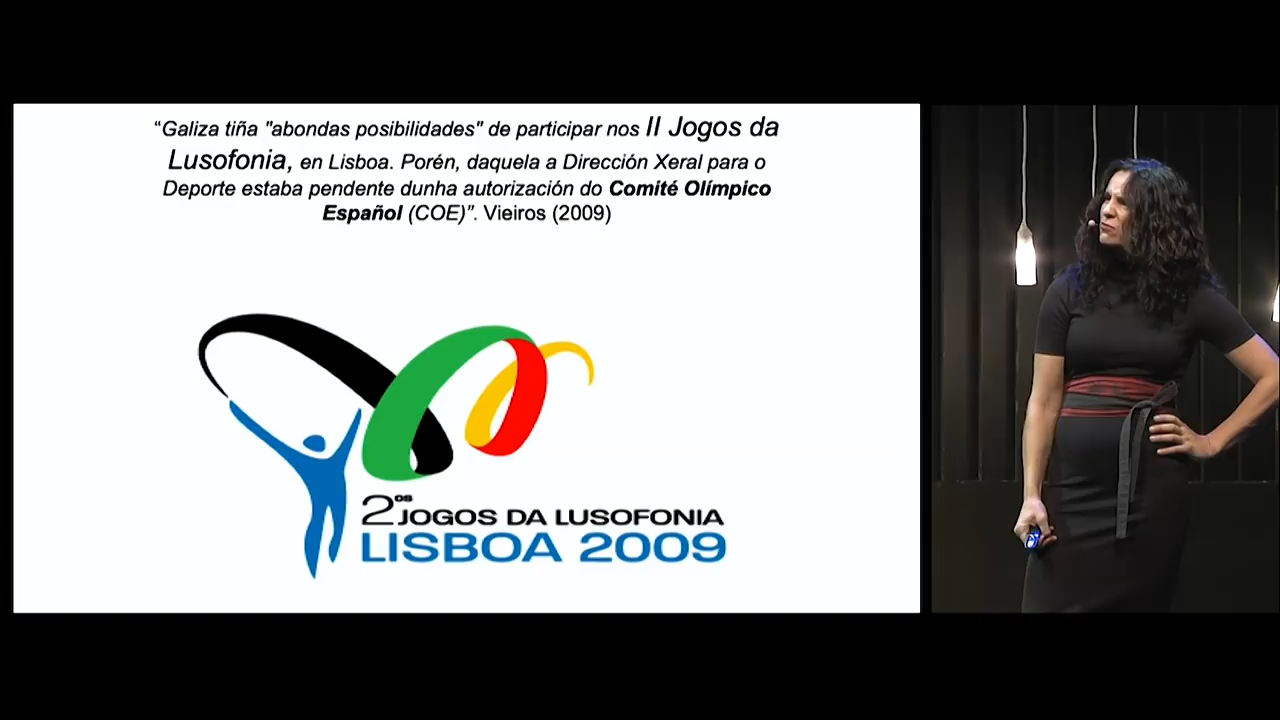 “Galiza tiña "abondas posibilidades" de participar nos II Jogos da
Lusofonia, en Lisboa. Porén, daquela a Dirección Xeral para o
Deporte estaba pendente dunha autorización do Comité Olímpico
Español (COE)”. Vieiros (2009)
2os JOGOS DA LUSOFONIA
LISBOA 2009